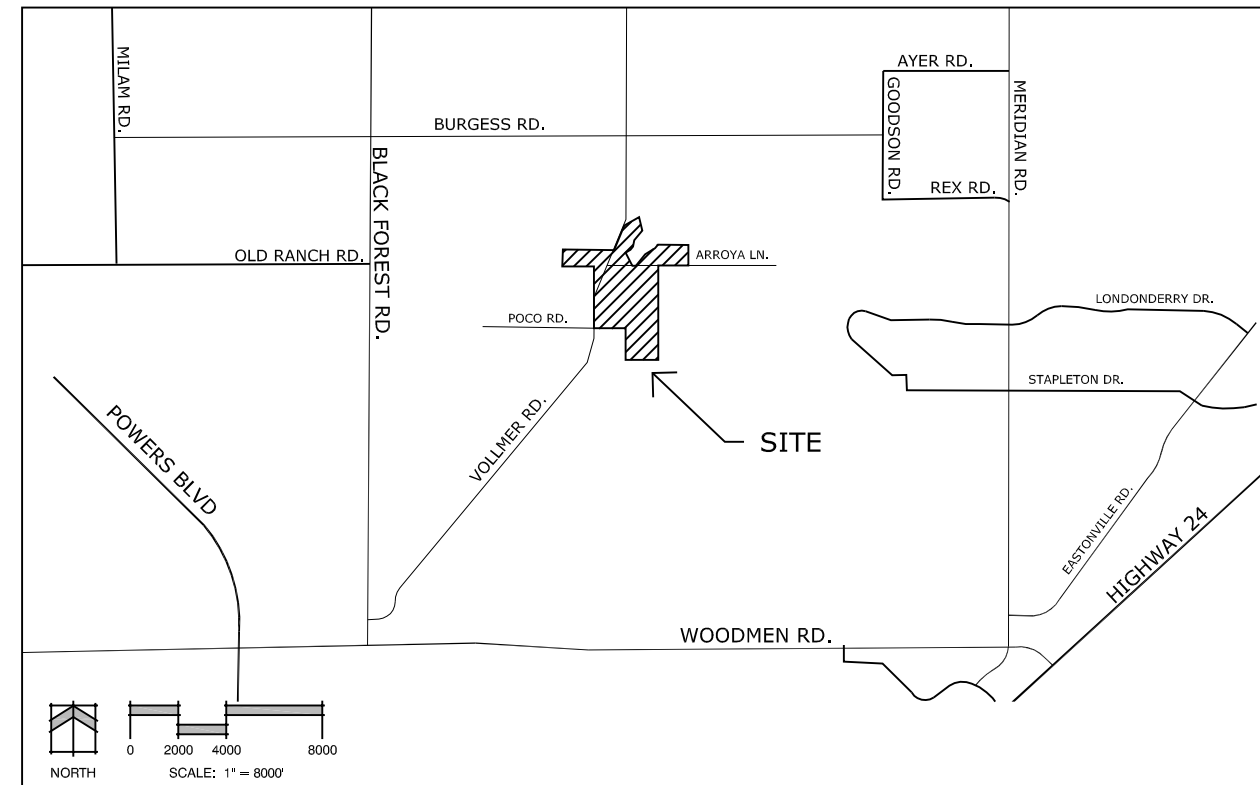 MILAM RD.
AYER RD.
GOODSON RD.
MERIDIAN RD.
BURGESS RD.
BLACK FOREST RD.
REX RD.
OLD RANCH RD.
ARROYA LN.
LONDONDERRY DR.
POCO RD.
STAPLETON DR.
POWERS BLVD
VOLLMER RD.
SITE
EASTONVILLE RD.
HIGHWAY 24
WOODMEN RD.
0 2000 4000 8000
NORTH
SCALE: 1" = 8000'